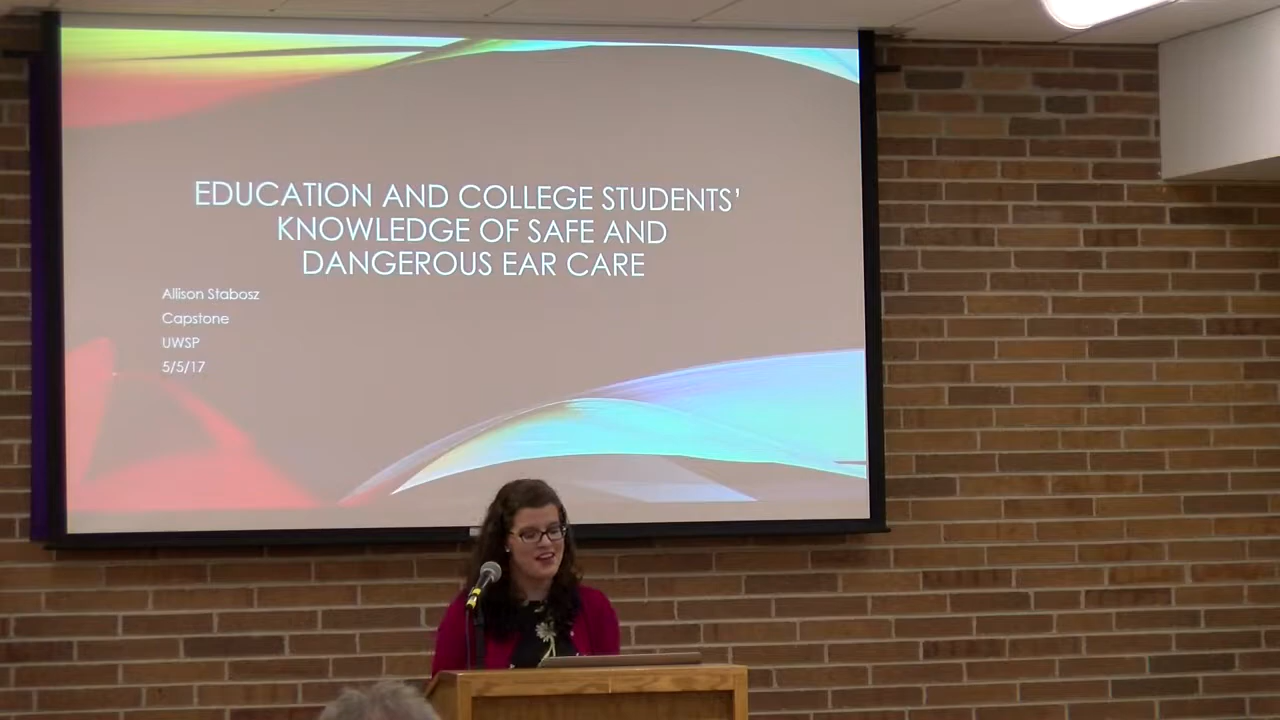 EDUCATION AND COLLEGE STUDENTS'
KNOWLEDGE OF SAFE AND
DANGEROUS EAR CARE
Allison Stabosz
Capstone
UWSP
5/5/17